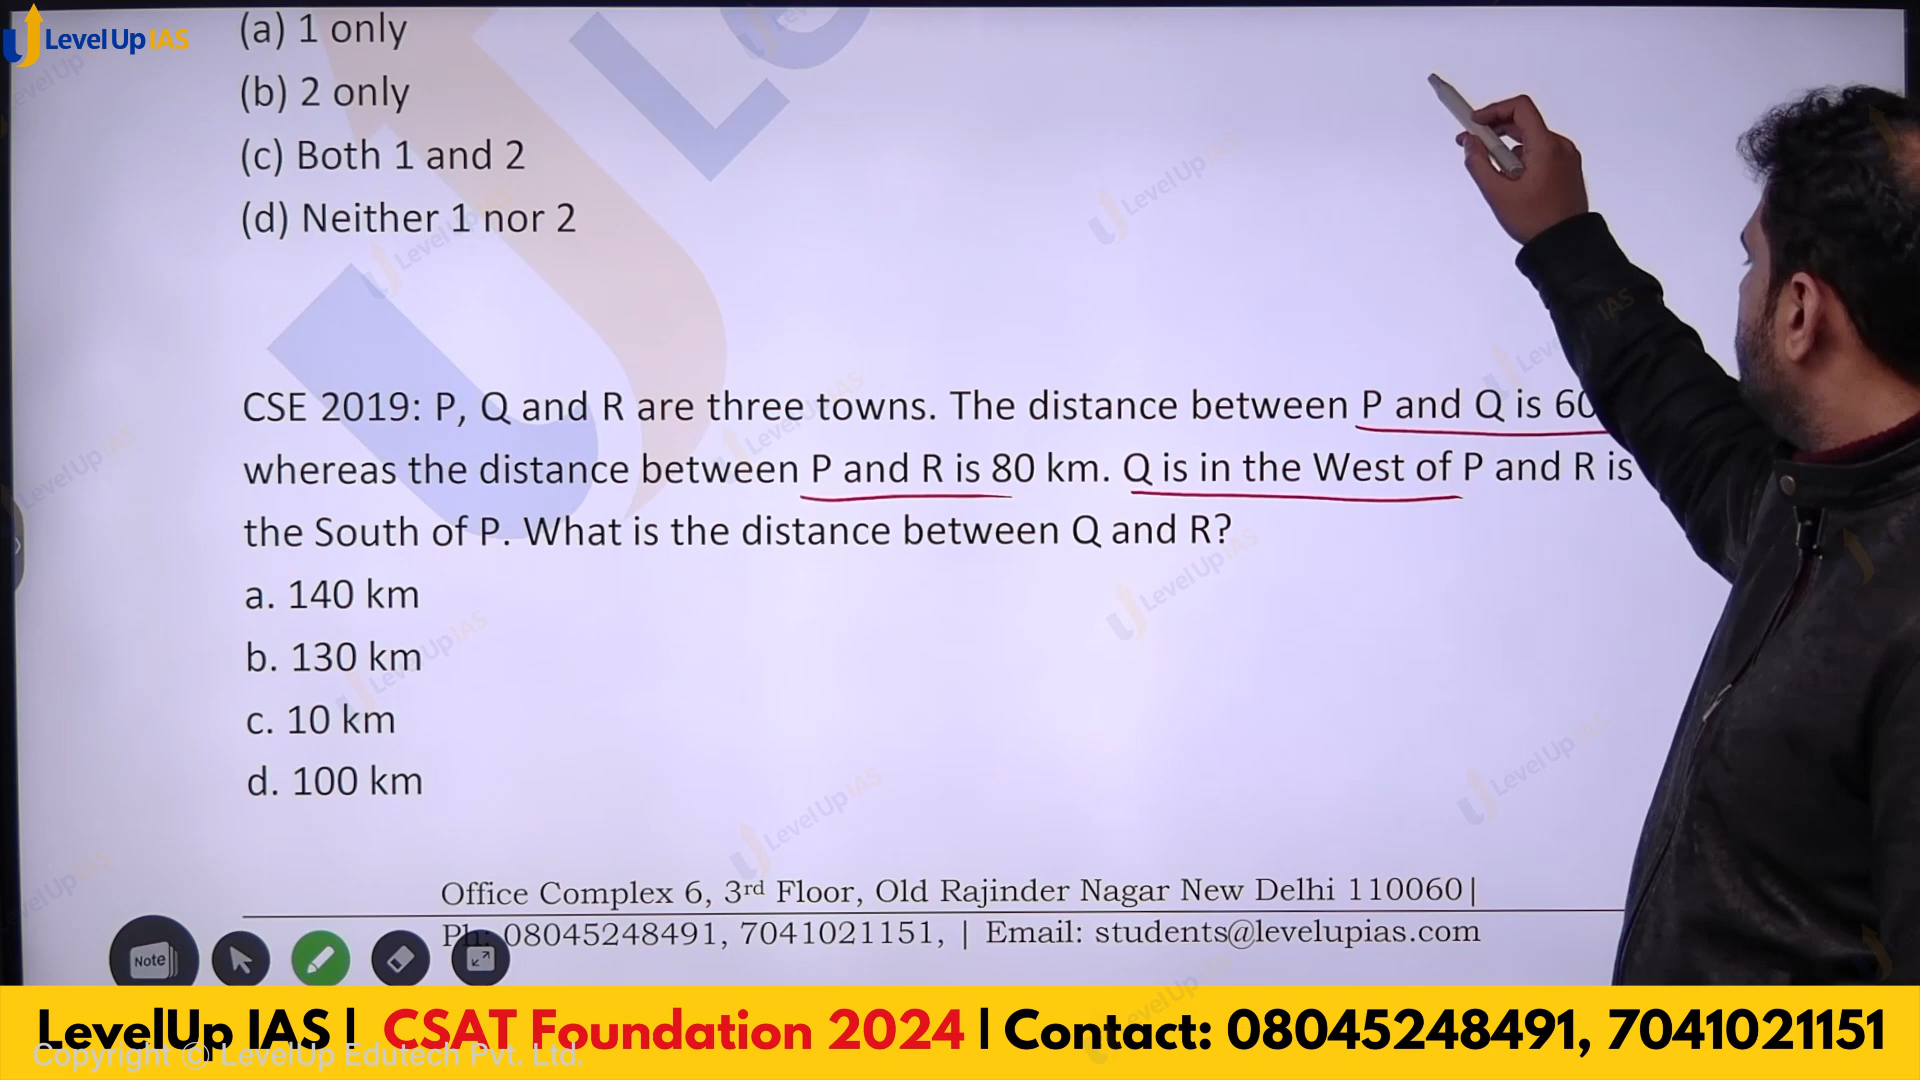 LevelUp IAS
(a) 1 only
(b) 2 only
(c) Both 1 and 2
(d) Neither 1 nor 2
CSE 2019: P, Q and R are three towns. The distance between P and Q is 60
whereas the distance between P and R is 80 km. Q is in the West of P and R is
the South of P. What is the distance between Q and R?
a. 140 km
b. 130 km
c. 10 km
d. 100 km
Office Complex 6, 3rd Floor, Old Rajinder Nagar New Delhi 110060|
Ph: 08045248491, 7041021151, | Email: students@levelupias.com
Note
LevelUp IAS | CSAT Foundation 2024 | Contact: 08045248491, 7041021151
Copyright © LevelUp Edutech Pvt. Ltd.